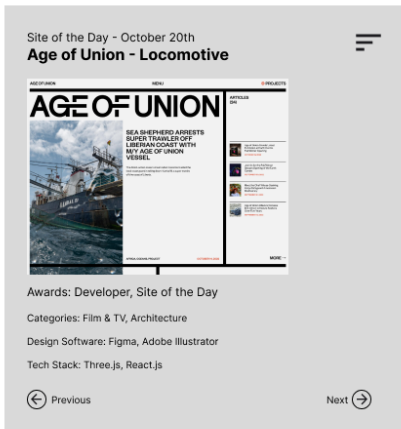 Site of the Day - October 20th
Age of Union - Locomotive
AGE OF UNION
MENU
PROJECTS
AGE OF UNION
ARTICLES
SEA SHEPHERD ARRESTS
SUPER TRAWLER OFF
LIBERIAN COAST WITH
M/Y AGE OF UNION
VESSEL
MORE
Awards: Developer, Site of the Day
Categories: Film & TV, Architecture
Design Software: Figma, Adobe Illustrator
Tech Stack: Three.js, React.js
Previous
Next